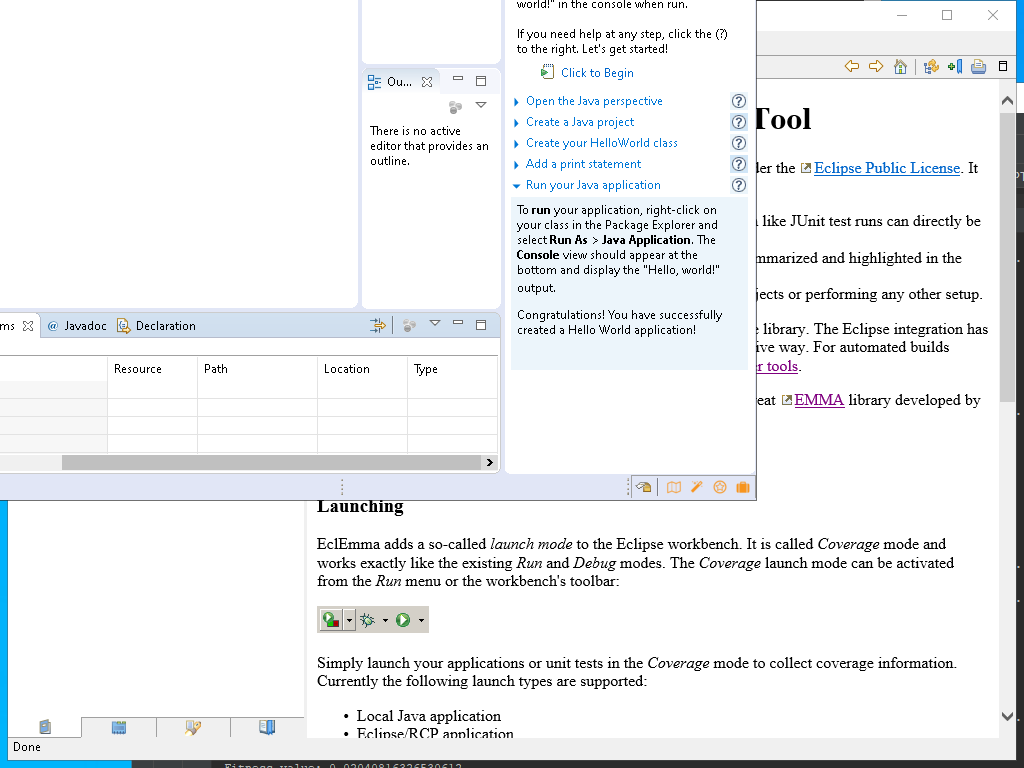 world!" in the console when run.
If you need help at any step, click the (?)
to the right. Let's get started!
Click to Begin
Open the Java perspective
Create a Java project
Create your HelloWorld class
Add a print statement
Run your Java application
To run your application, right-click on
your class in the Package Explorer and
select Run As > Java Application. The
Console view should appear at the
bottom and display the "Hello, world!"
output.
Congratulations! You have successfully
created a Hello World application!
Ou...
There is no active
editor that provides an
outline.
ms
@ Javadoc
Declaration
Resource
Path
Location
Type
Tool
der the Eclipse Public License. It
like JUnit test runs can directly be
mmarized and highlighted in the
jects or performing any other setup.
library. The Eclipse integration has
ive way. For automated builds
r tools.
eat EMMA library developed by
Launching
EclEmma adds a so-called launch mode to the Eclipse workbench. It is called Coverage mode and
works exactly like the existing Run and Debug modes. The Coverage launch mode can be activated
from the Run menu or the workbench's toolbar:
Simply launch your applications or unit tests in the Coverage mode to collect coverage information.
Currently the following launch types are supported:
• Local Java application
• Eclipse/RCP application
Done